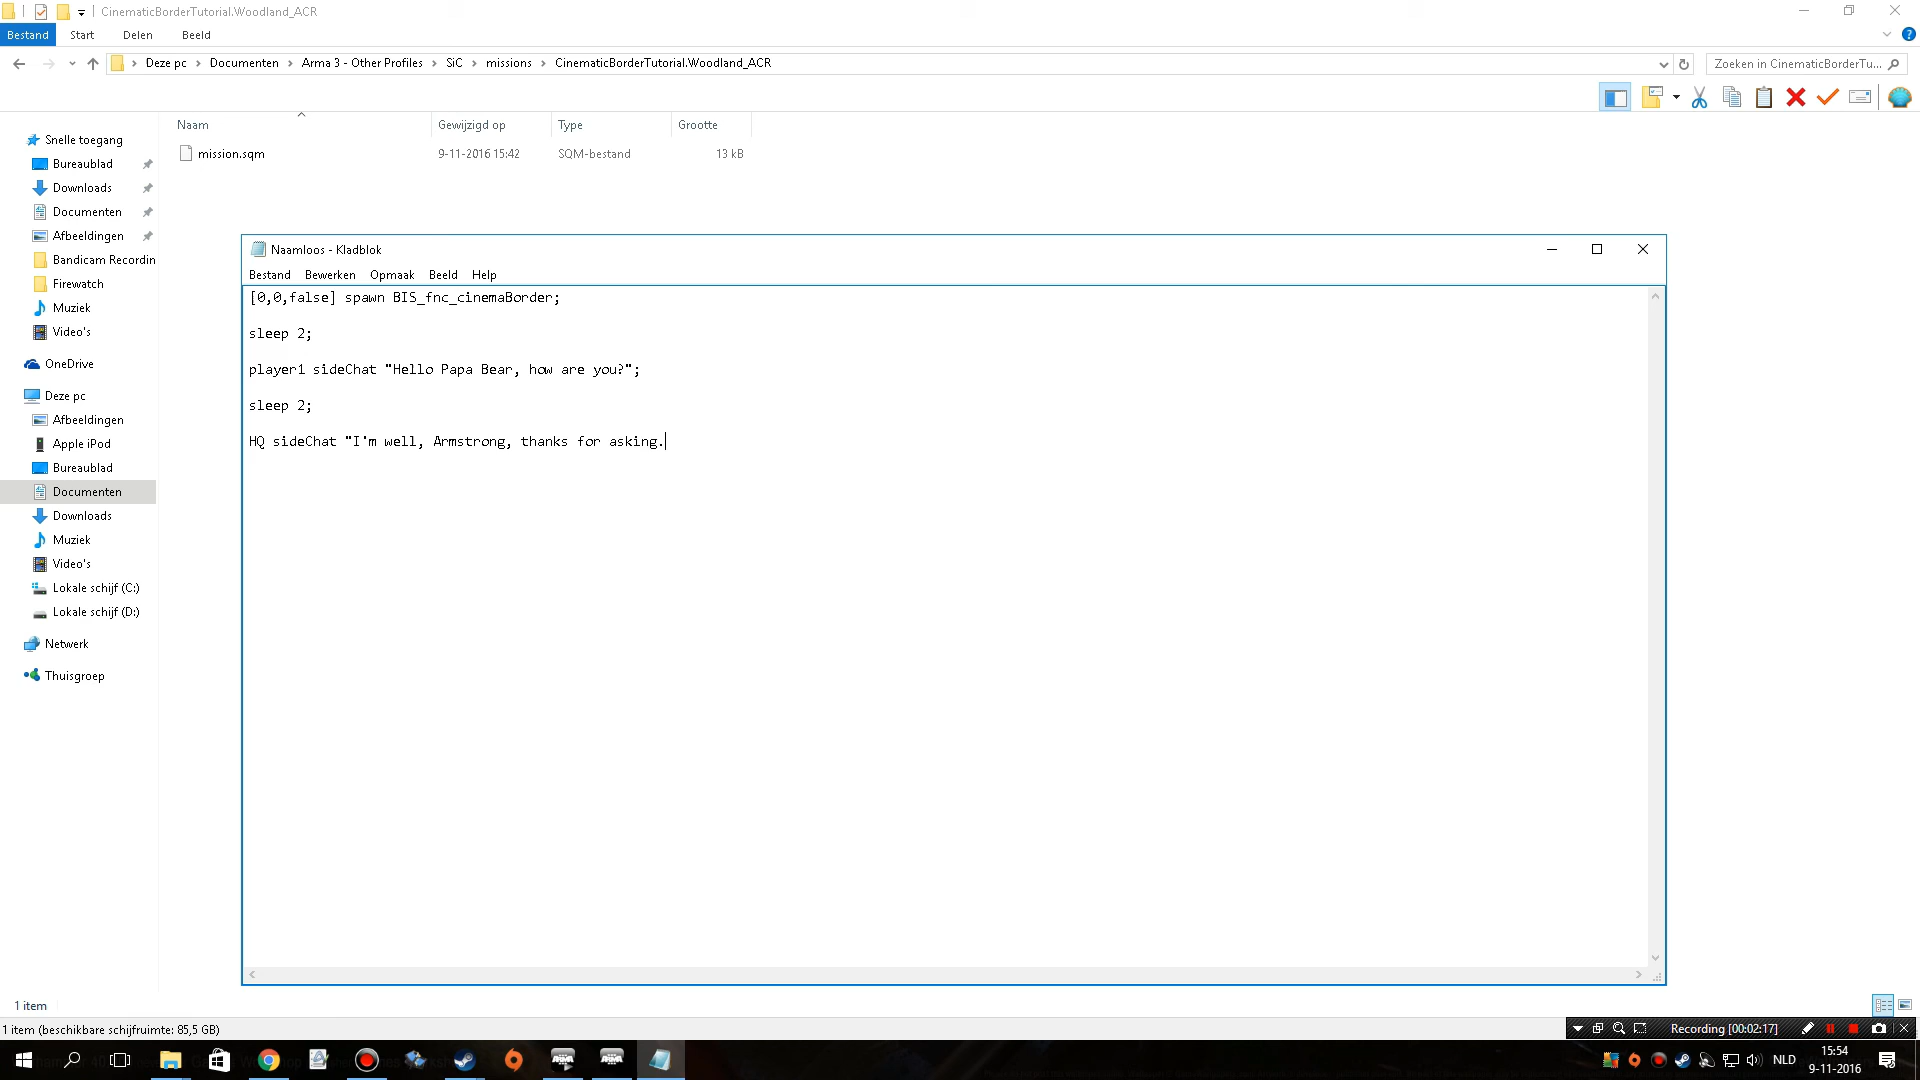 CinematicBorderTutorial.Woodland_ACR
Bestand Start Delen Beeld
Deze pc Documenten Arma 3 - Other Profiles SiC missions CinematicBorderTutorial.Woodland_ACR
Zoeken in CinematicBorderTu...
Naam Gewijzigd op Type Grootte
mission.sqm 9-11-2016 15:42 SQM-bestand 13 kB
Snelle toegang
Bureaublad
Downloads
Documenten
Afbeeldingen
Bandicam Recordin
Firewatch
Muziek
Video's
OneDrive
Deze pc
Afbeeldingen
Apple iPod
Bureaublad
Documenten
Downloads
Muziek
Video's
Lokale schijf (C:)
Lokale schijf (D:)
Netwerk
Thuisgroep
Naamloos - Kladblok
Bestand Bewerken Opmaak Beeld Help
[0,0,false] spawn BIS_fnc_cinemaBorder;
sleep 2;
player1 sideChat "Hello Papa Bear, how are you?";
sleep 2;
HQ sideChat "I'm well, Armstrong, thanks for asking.
1 item
1 item (beschikbare schijfruimte: 85,5 GB)
Recording [00:02:17]
NLD
15:54
9-11-2016